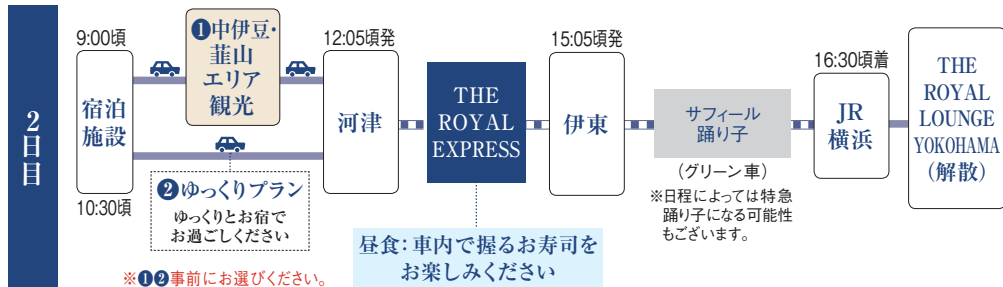 2日目
9:00頃
宿泊
施設
10:30頃
❶中伊豆・
韮山
エリア
観光
❷ゆっくりプラン
ゆっくりとお宿で
お過ごしください
※❶❷事前にお選びください。
12:05頃発
河津
THE
ROYAL
EXPRESS
昼食：車内で握るお寿司を
お楽しみください
15:05頃発
伊東
サフィール
踊り子
(グリーン車)
※日程によっては特急
踊り子になる可能性
もございます。
16:30頃着
JR
横浜
THE
ROYAL
LOUNGE
YOKOHAMA
(解散)